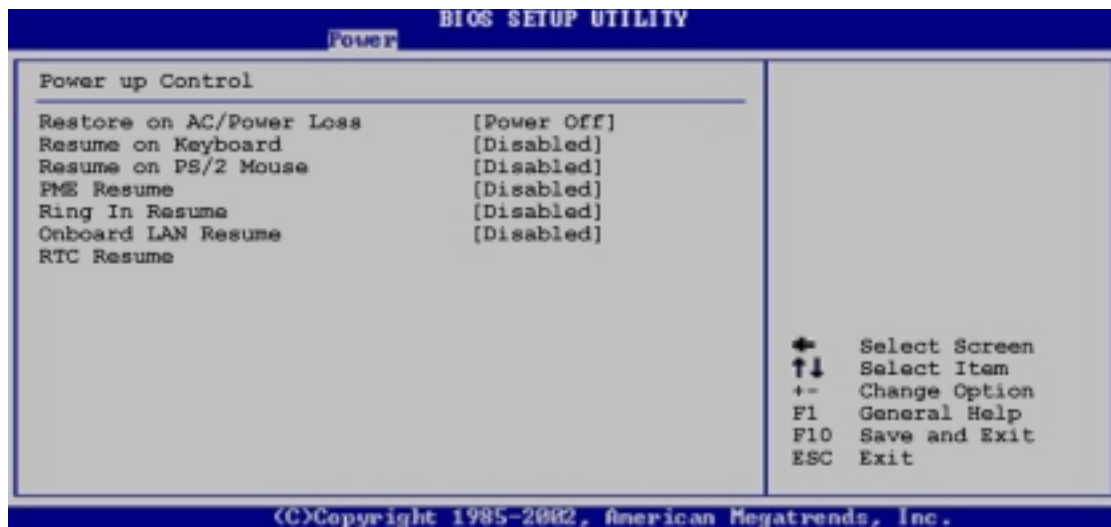 BIOS SETUP UTILITY
Power
Power up Control
Restore on AC/Power Loss [Power Off]
Resume on Keyboard [Disabled]
Resume on PS/2 Mouse [Disabled]
PME Resume [Disabled]
Ring In Resume [Disabled]
Onboard LAN Resume [Disabled]
RTC Resume
← Select Screen
↑↓ Select Item
+- Change Option
F1 General Help
F10 Save and Exit
ESC Exit
(C)Copyright 1985-2002, American Megatrends, Inc.